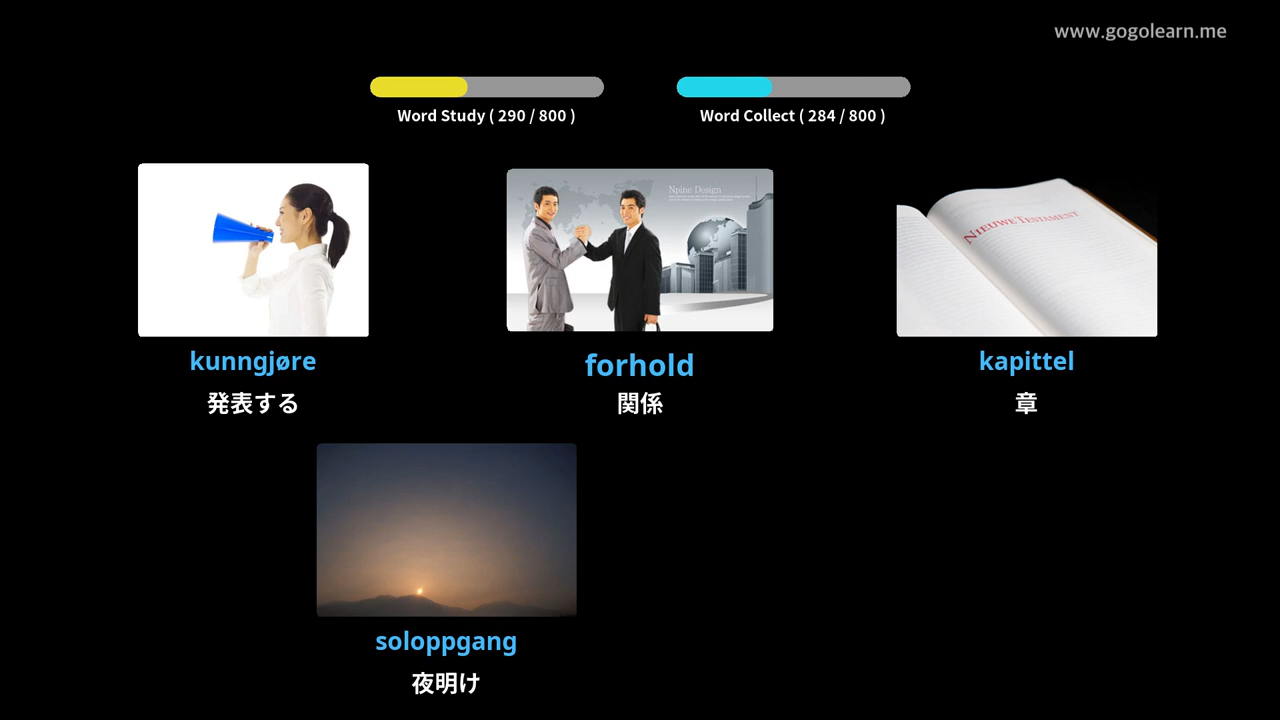 www.gogolearn.me
Word Study ( 290 / 800 )
Word Collect ( 284 / 800 )
Npine Design
NIEUWE TESTAMENT
kunngjøre
forhold
kapittel
発表する
関係
章
soloppgang
夜明け